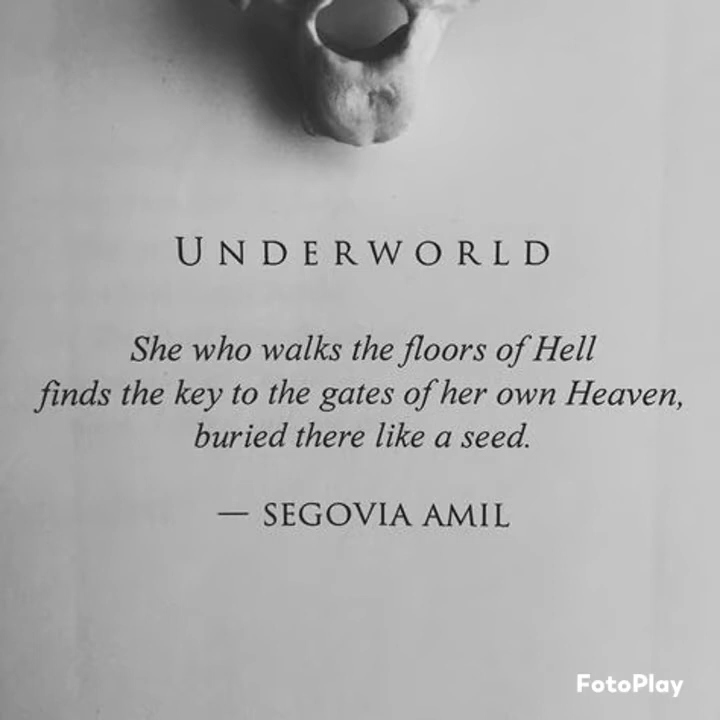 UNDERWORLD
She who walks the floors of Hell
finds the key to the gates of her own Heaven,
buried there like a seed.
— SEGOVIA AMIL
FotoPlay